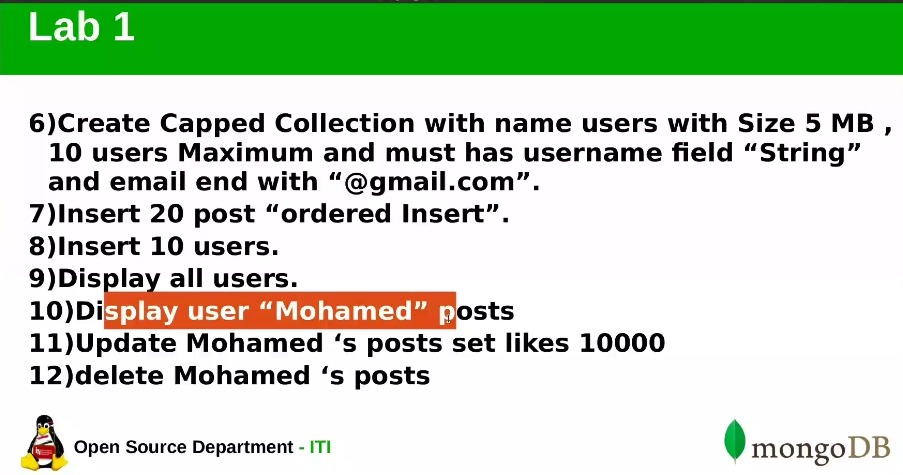 Lab 1
6)Create Capped Collection with name users with Size 5 MB ,
10 users Maximum and must has username field “String”
and email end with “@gmail.com”.
7)Insert 20 post “ordered Insert”.
8)Insert 10 users.
9)Display all users.
10)Display user “Mohamed” posts
11)Update Mohamed ‘s posts set likes 10000
12)delete Mohamed ‘s posts
Open Source Department - ITI
mongoDB